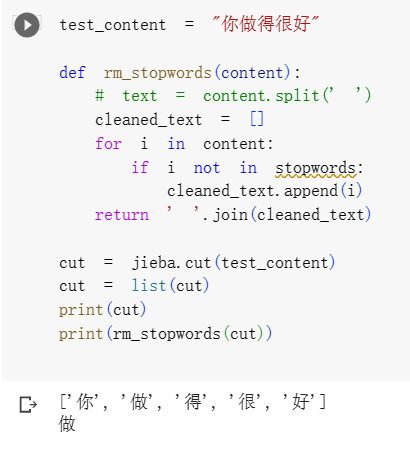 test_content = "你做得很好"
def rm_stopwords(content):
# text = content.split(' ')
cleaned_text = []
for i in content:
if i not in stopwords:
cleaned_text.append(i)
return ' '.join(cleaned_text)
cut = jieba.cut(test_content)
cut = list(cut)
print(cut)
print(rm_stopwords(cut))
['你', '做', '得', '很', '好']
做